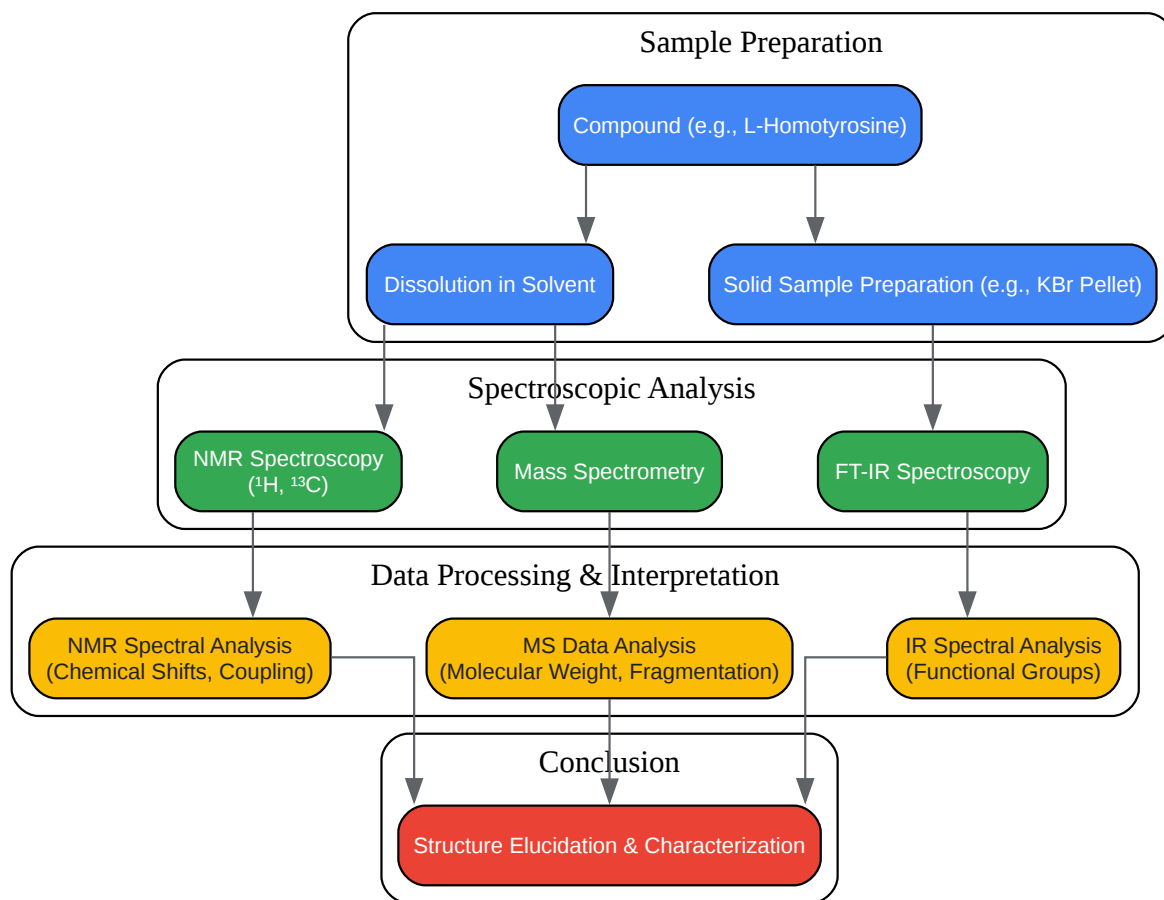 Sample Preparation
Compound (e.g., L-Homotyrosine)
Dissolution in Solvent
Solid Sample Preparation (e.g., KBr Pellet)
Spectroscopic Analysis
NMR Spectroscopy
(¹H, ¹³C)
Mass Spectrometry
FT-IR Spectroscopy
Data Processing & Interpretation
NMR Spectral Analysis
(Chemical Shifts, Coupling)
MS Data Analysis
(Molecular Weight, Fragmentation)
IR Spectral Analysis
(Functional Groups)
Conclusion
Structure Elucidation & Characterization